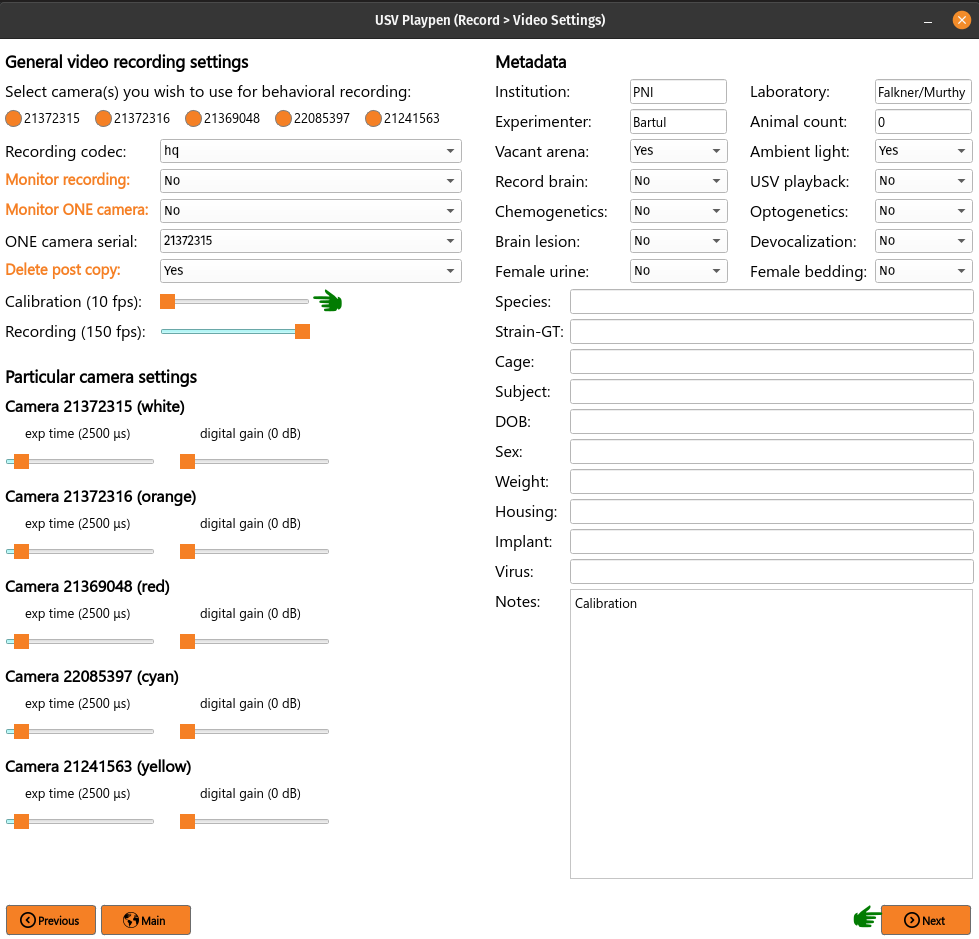 USV Playpen (Record > Video Settings)
General video recording settings
Select camera(s) you wish to use for behavioral recording:
21372315 21372316 21369048 22085397 21241563
Recording codec: hq
Monitor recording: No
Monitor ONE camera: No
ONE camera serial: 21372315
Delete post copy: Yes
Calibration (10 fps):
Recording (150 fps):
Particular camera settings
Camera 21372315 (white)
exp time (2500 µs) digital gain (0 dB)
Camera 21372316 (orange)
exp time (2500 µs) digital gain (0 dB)
Camera 21369048 (red)
exp time (2500 µs) digital gain (0 dB)
Camera 22085397 (cyan)
exp time (2500 µs) digital gain (0 dB)
Camera 21241563 (yellow)
exp time (2500 µs) digital gain (0 dB)
Metadata
Institution: PNI Laboratory: Falkner/Murthy
Experimenter: Bartul Animal count: 0
Vacant arena: Yes Ambient light: Yes
Record brain: No USV playback: No
Chemogenetics: No Optogenetics: No
Brain lesion: No Devocalization: No
Female urine: No Female bedding: No
Species:
Strain-GT:
Cage:
Subject:
DOB:
Sex:
Weight:
Housing:
Implant:
Virus:
Notes: Calibration
Previous Main Next